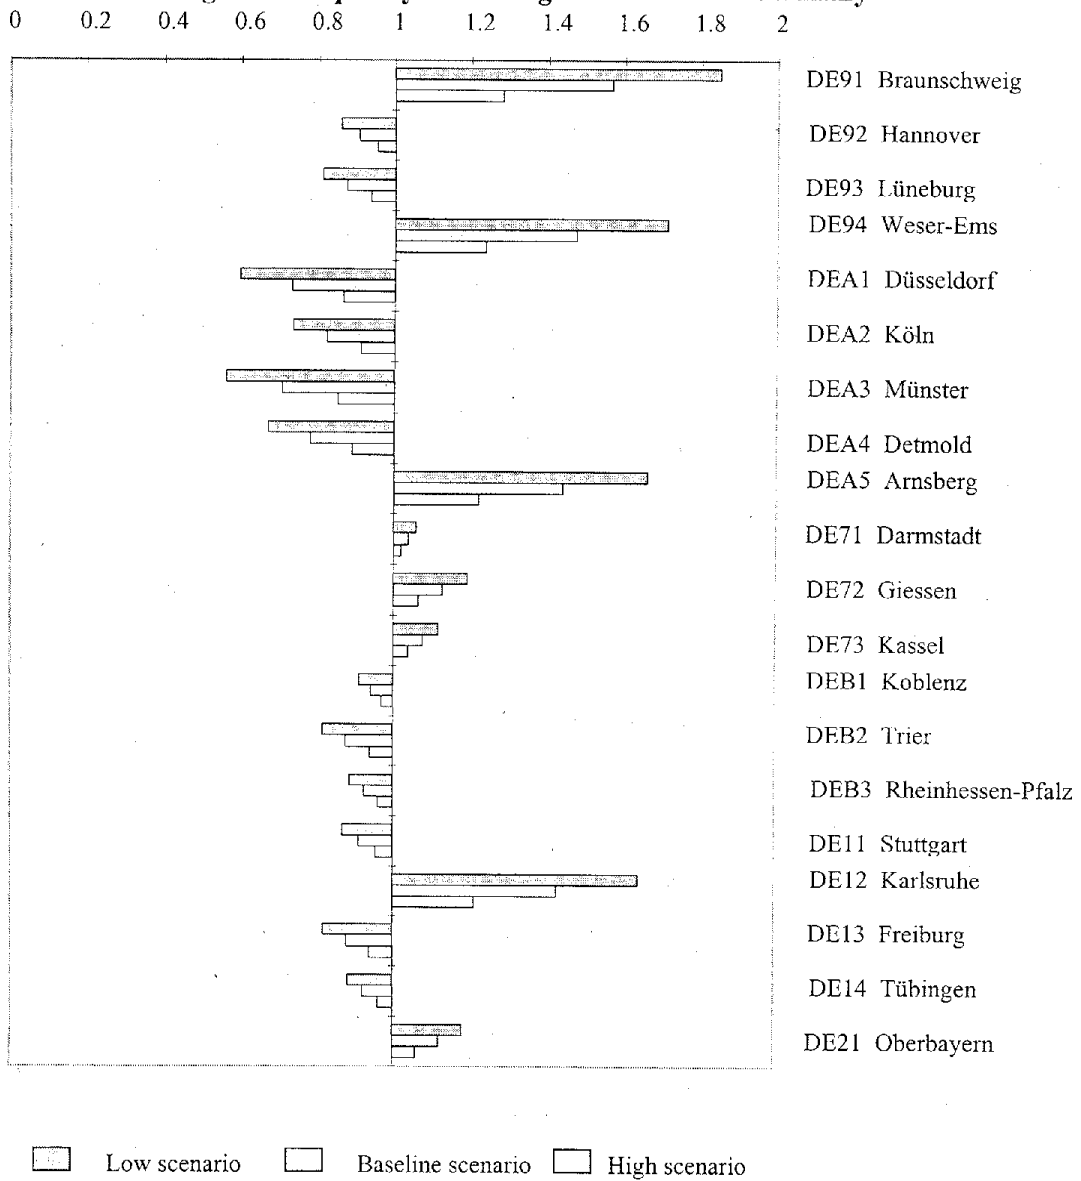 0 0.2 0.4 0.6 0.8 1 1.2 1.4 1.6 1.8 2
DE91 Braunschweig
DE92 Hannover
DE93 Lüneburg
DE94 Weser-Ems
DEA1 Düsseldorf
DEA2 Köln
DEA3 Münster
DEA4 Detmold
DEA5 Arnsberg
DE71 Darmstadt
DE72 Giessen
DE73 Kassel
DEB1 Koblenz
DEB2 Trier
DEB3 Rheinhessen-Pfalz
DE11 Stuttgart
DE12 Karlsruhe
DE13 Freiburg
DE14 Tübingen
DE21 Oberbayern
Low scenario Baseline scenario High scenario